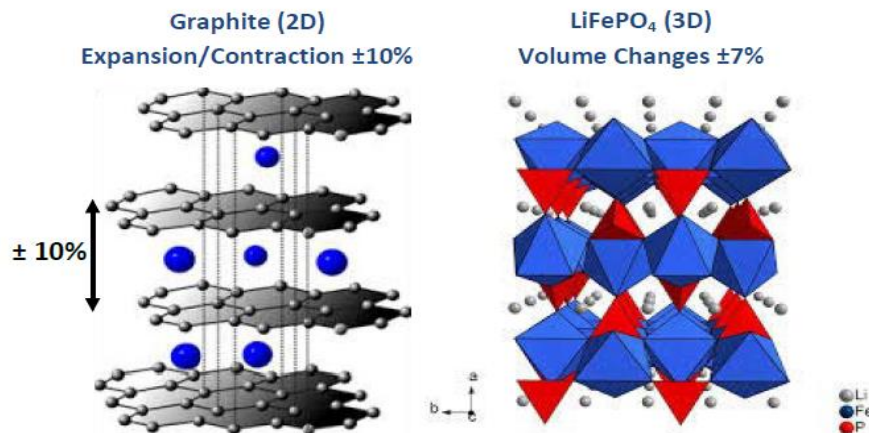 Graphite (2D)
Expansion/Contraction ±10%
LiFePO₄ (3D)
Volume Changes ±7%
± 10%
a
b
c
Li
Fe
P